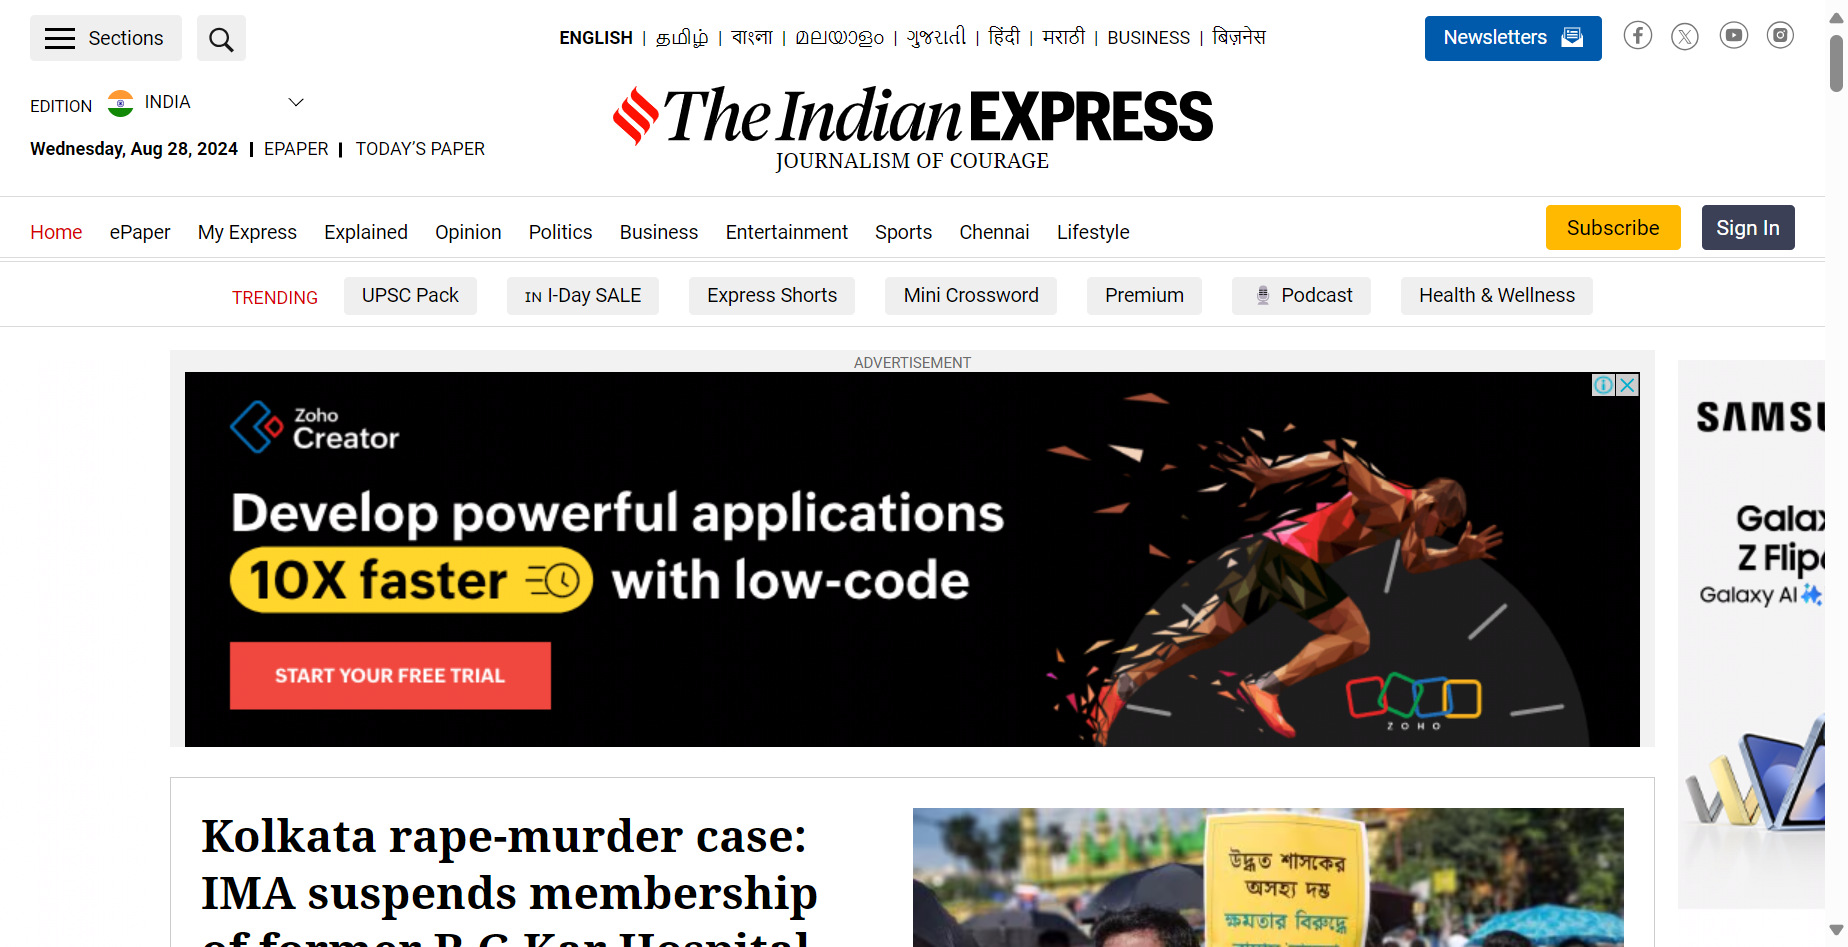 Sections
ENGLISH | தமிழ் | বাংলা | മലയാളം | ગુજરાતી | हिंदी | मराठी | BUSINESS | बिज़नेस
Newsletters
EDITION INDIA
Wednesday, Aug 28, 2024 | EPAPER | TODAY'S PAPER
The Indian EXPRESS
JOURNALISM OF COURAGE
Home ePaper My Express Explained Opinion Politics Business Entertainment Sports Chennai Lifestyle
Subscribe Sign In
TRENDING UPSC Pack IN I-Day SALE Express Shorts Mini Crossword Premium Podcast Health & Wellness
ADVERTISEMENT
Zoho
Creator
Develop powerful applications
10X faster with low-code
START YOUR FREE TRIAL
ZOHO
SAMSU
Galax
Z Flip
Galaxy AI
Kolkata rape-murder case:
IMA suspends membership
of former R G Kar Hospital
উদ্ধত শাসকের
অসহ্য দম্ভ
ক্ষমতার বিরুদ্ধে